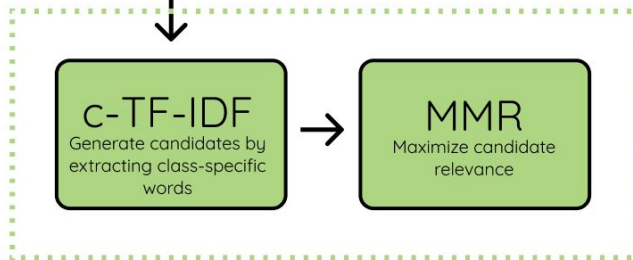 c-TF-IDF
Generate candidates by
extracting class-specific
words
MMR
Maximize candidate
relevance